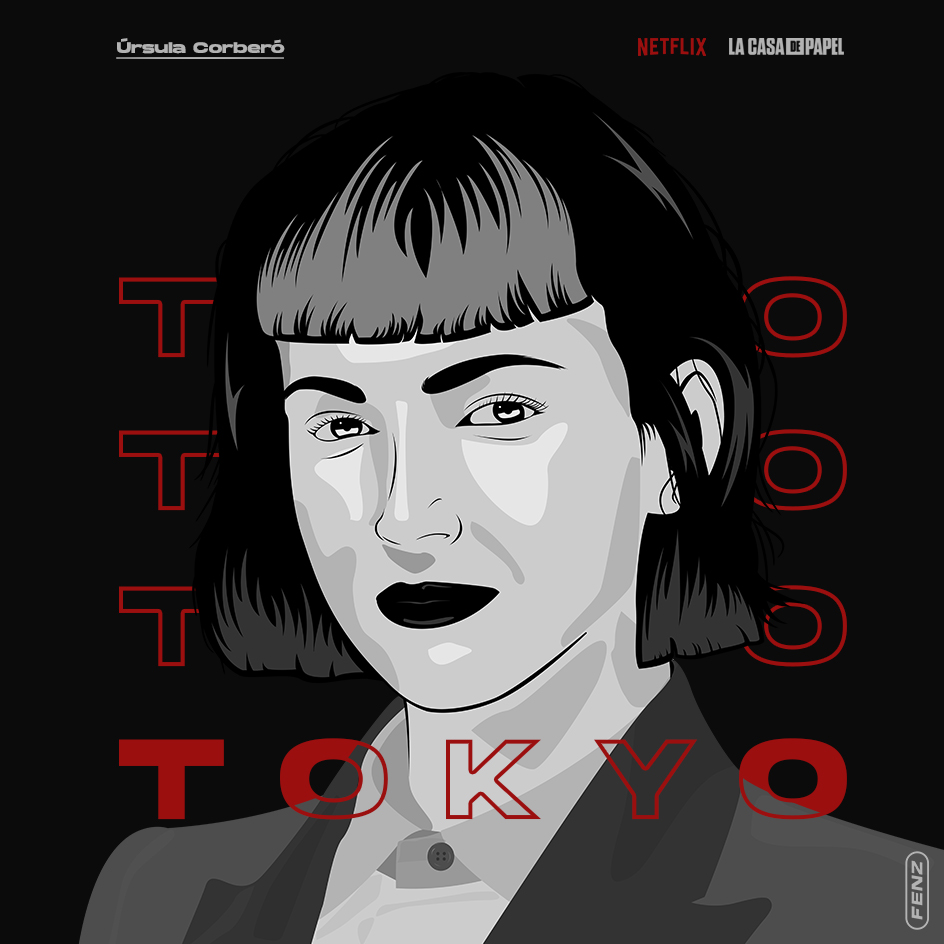 Úrsula Corberó
NETFLIX LA CASA DE PAPEL
T O
T O
T O
TOKYO
FENZ